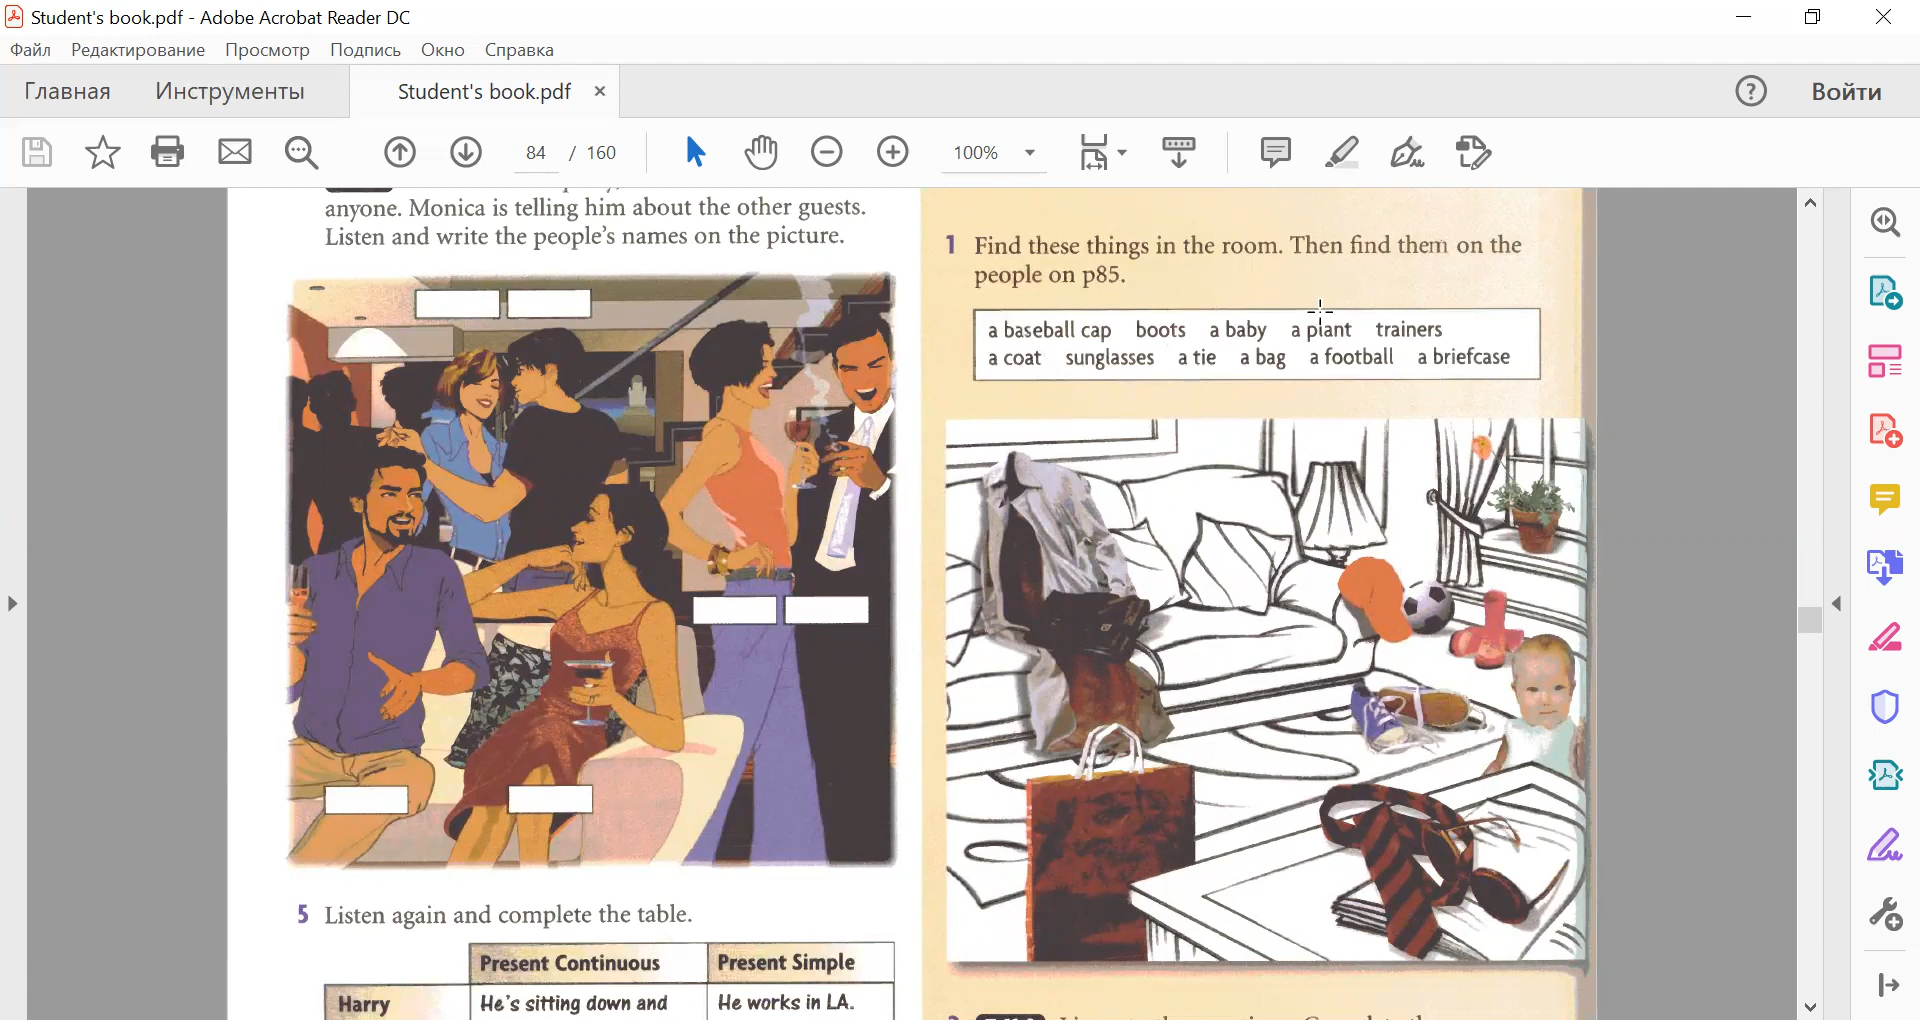 Student's book.pdf - Adobe Acrobat Reader DC
Файл Редактирование Просмотр Подпись Окно Справка
Главная Инструменты Student's book.pdf Войти
84 / 160 100%
anyone. Monica is telling him about the other guests.
Listen and write the people's names on the picture.
5 Listen again and complete the table.
Present Continuous Present Simple
Harry He's sitting down and He works in LA.
1 Find these things in the room. Then find them on the
people on p85.
a baseball cap boots a baby a plant trainers
a coat sunglasses a tie a bag a football a briefcase